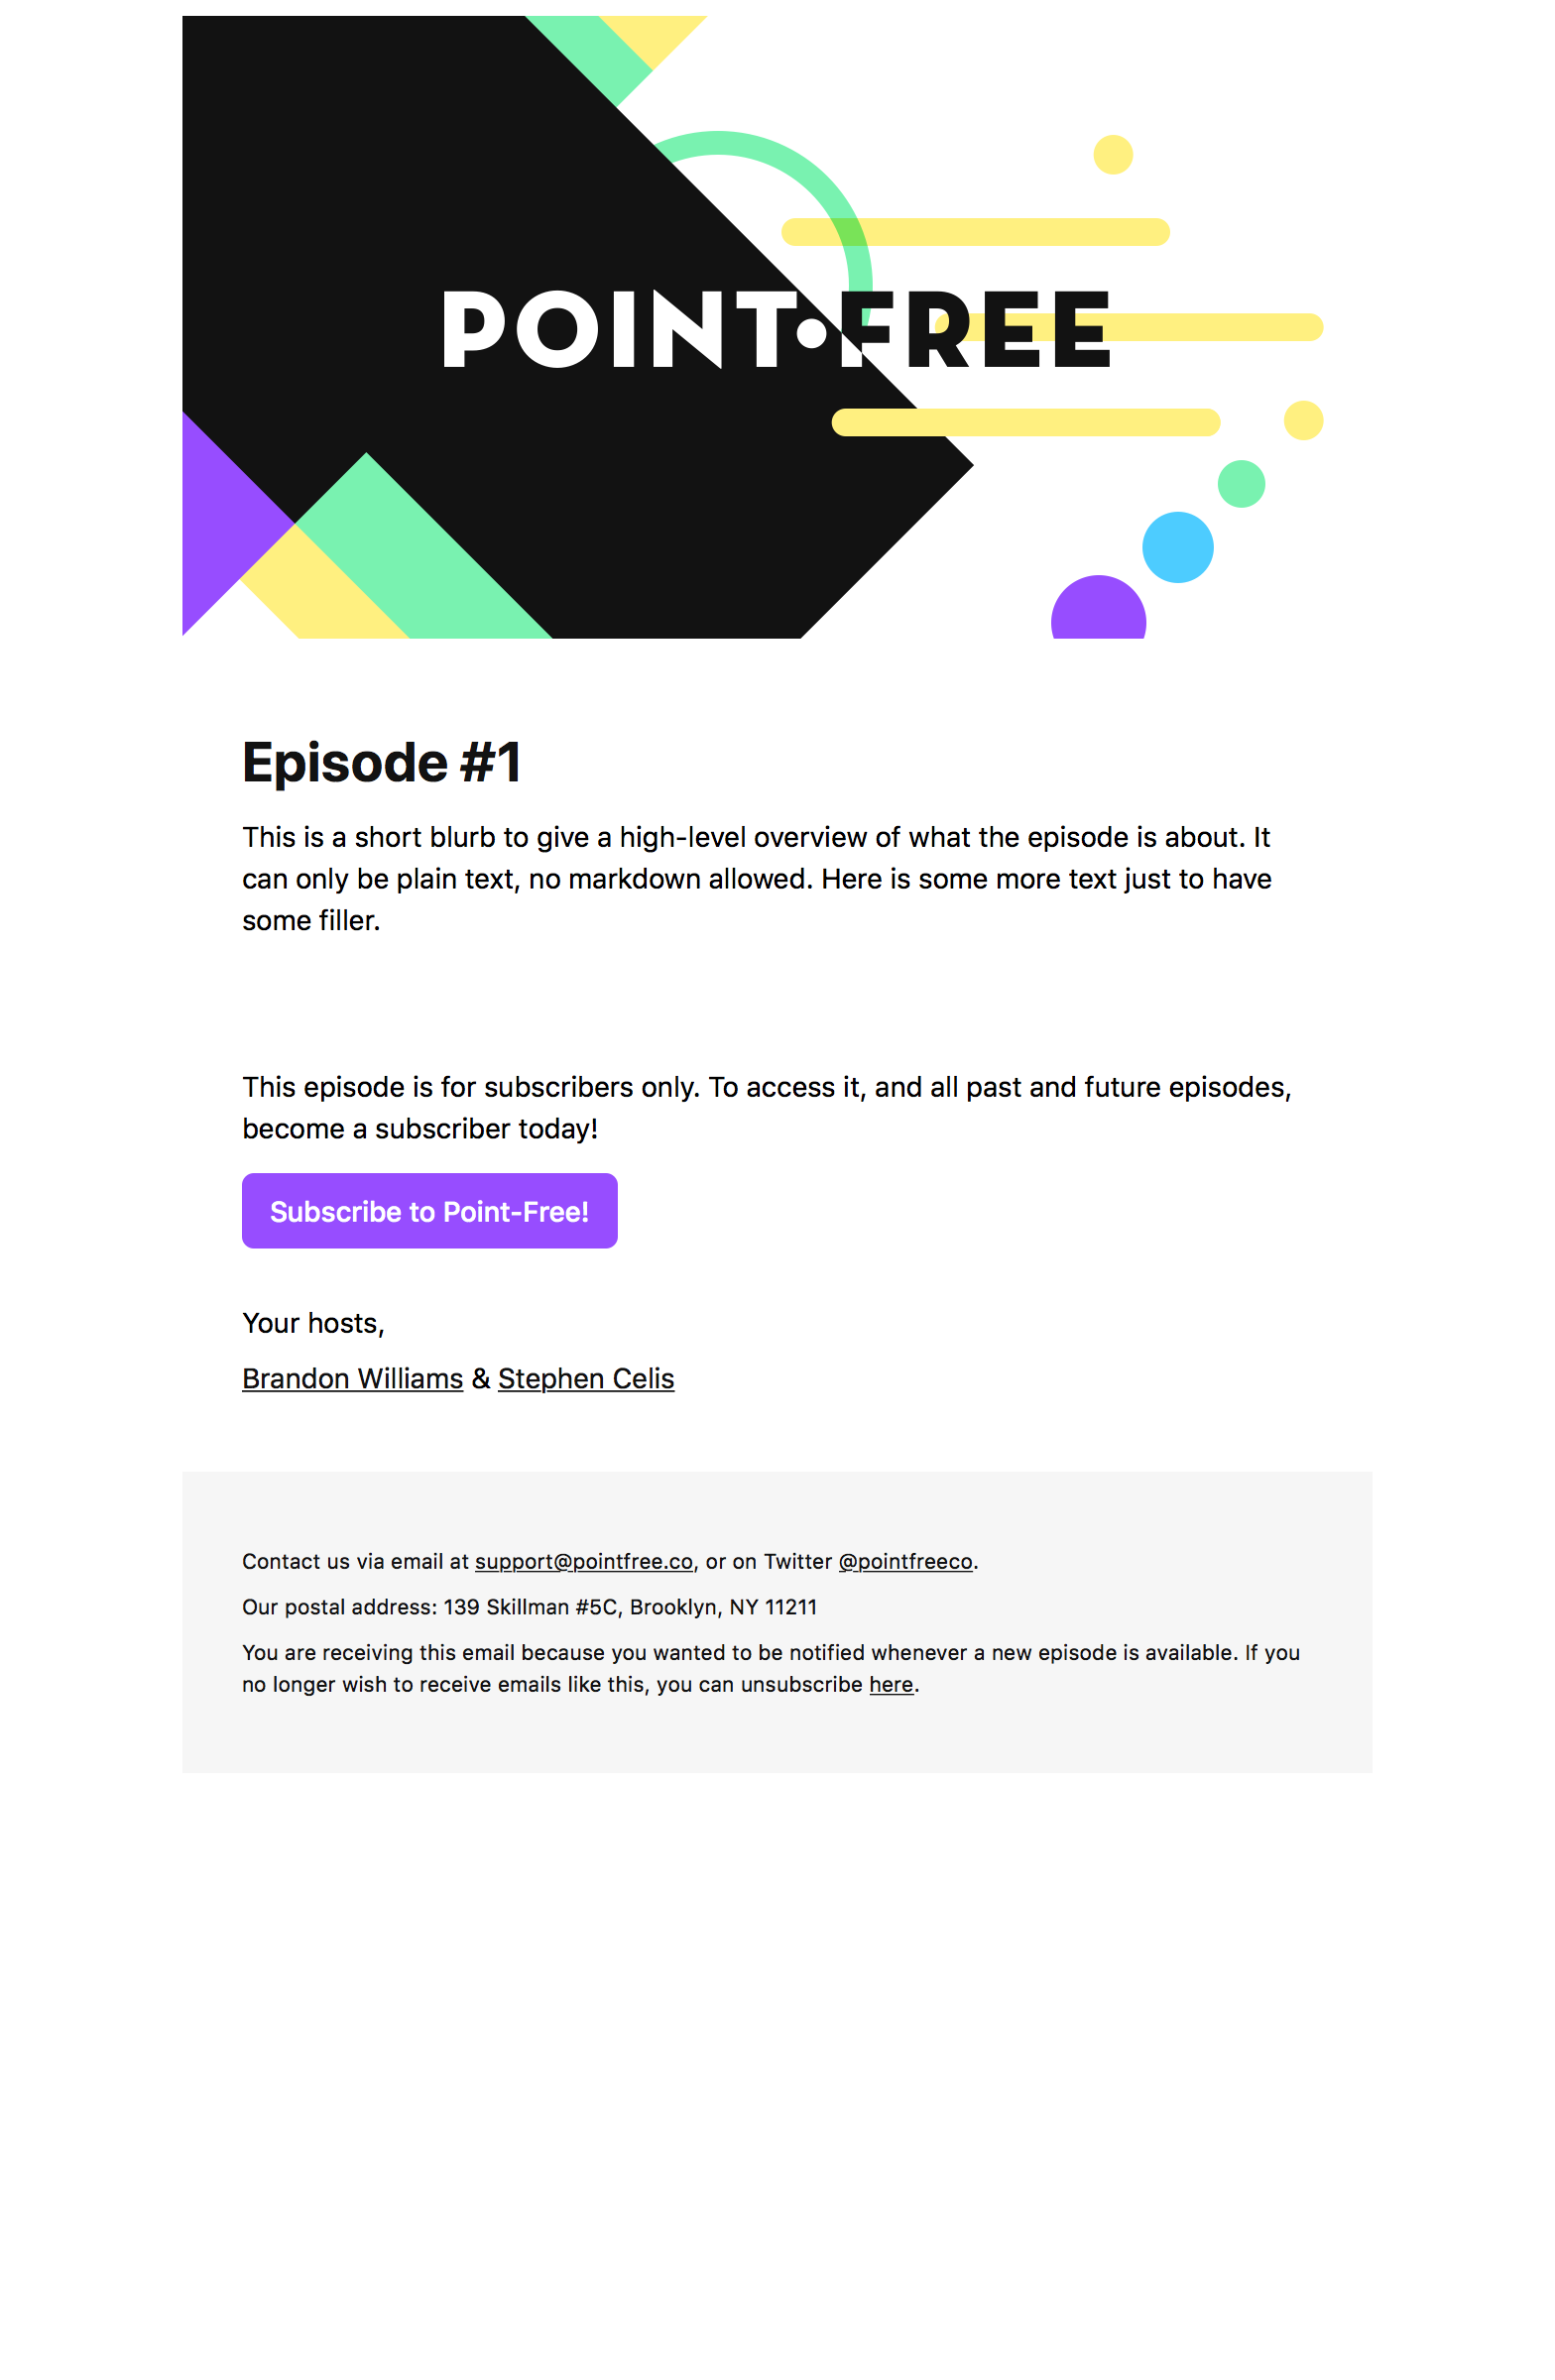 POINT•FREE
Episode #1
This is a short blurb to give a high-level overview of what the episode is about. It
can only be plain text, no markdown allowed. Here is some more text just to have
some filler.
This episode is for subscribers only. To access it, and all past and future episodes,
become a subscriber today!
Subscribe to Point-Free!
Your hosts,
Brandon Williams & Stephen Celis
Contact us via email at support@pointfree.co, or on Twitter @pointfreeco.
Our postal address: 139 Skillman #5C, Brooklyn, NY 11211
You are receiving this email because you wanted to be notified whenever a new episode is available. If you
no longer wish to receive emails like this, you can unsubscribe here.